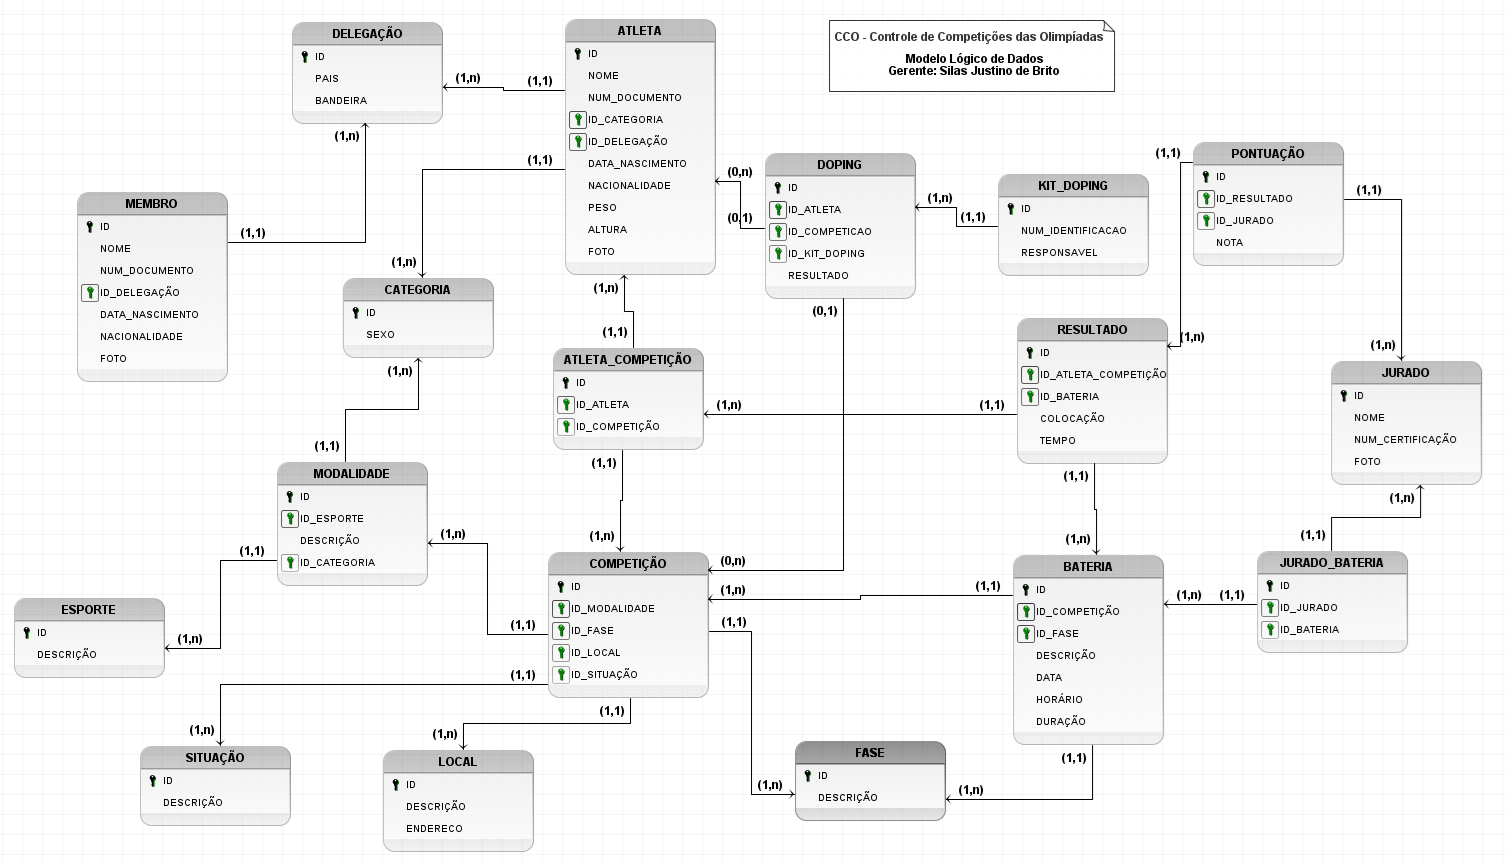 CCO - Controle de Competições das Olimpíadas
Modelo Lógico de Dados
Gerente: Silas Justino de Brito
DELEGAÇÃO
ID
PAIS
BANDEIRA
(1,n)
(1,1)
(1,n)
ATLETA
ID
NOME
NUM_DOCUMENTO
ID_CATEGORIA
ID_DELEGAÇÃO
DATA_NASCIMENTO
NACIONALIDADE
PESO
ALTURA
FOTO
(1,1)
(1,n)
(0,n)
(0,1)
(1,n)
(1,1)
MEMBRO
ID
NOME
NUM_DOCUMENTO
ID_DELEGAÇÃO
DATA_NASCIMENTO
NACIONALIDADE
FOTO
(1,1)
DOPING
ID
ID_ATLETA
ID_COMPETICAO
ID_KIT_DOPING
RESULTADO
(0,1)
(1,n)
(1,1)
KIT_DOPING
ID
NUM_IDENTIFICACAO
RESPONSAVEL
PONTUAÇÃO
ID
ID_RESULTADO
ID_JURADO
NOTA
(1,1)
(1,1)
(1,n)
(1,n)
CATEGORIA
ID
SEXO
(1,n)
(1,1)
ATLETA_COMPETIÇÃO
ID
ID_ATLETA
ID_COMPETIÇÃO
(1,n)
(1,1)
(1,1)
(1,n)
RESULTADO
ID
ID_ATLETA_COMPETIÇÃO
ID_BATERIA
COLOCAÇÃO
TEMPO
(1,1)
(1,n)
JURADO
ID
NOME
NUM_CERTIFICAÇÃO
FOTO
(1,n)
(1,1)
MODALIDADE
ID
ID_ESPORTE
DESCRIÇÃO
ID_CATEGORIA
(1,n)
(1,1)
(1,1)
(1,n)
ESPORTE
ID
DESCRIÇÃO
COMPETIÇÃO
ID
ID_MODALIDADE
ID_FASE
ID_LOCAL
ID_SITUAÇÃO
(0,n)
(1,n)
(1,1)
(1,1)
(1,1)
(1,1)
(1,n)
(1,n)
(1,n)
BATERIA
ID
ID_COMPETIÇÃO
ID_FASE
DESCRIÇÃO
DATA
HORÁRIO
DURAÇÃO
(1,n)
(1,1)
(1,1)
(1,n)
JURADO_BATERIA
ID
ID_JURADO
ID_BATERIA
SITUAÇÃO
ID
DESCRIÇÃO
LOCAL
ID
DESCRIÇÃO
ENDERECO
FASE
ID
DESCRIÇÃO